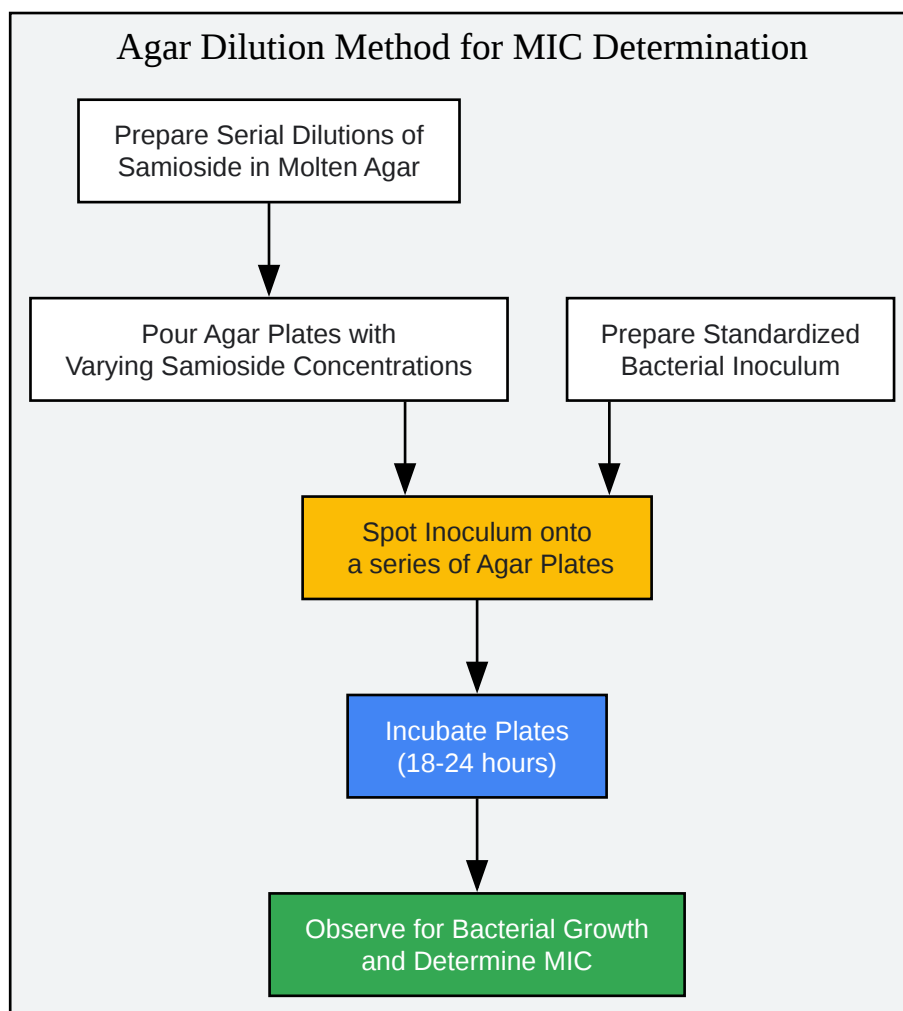 Agar Dilution Method for MIC Determination
Prepare Serial Dilutions of
Samioside in Molten Agar
Pour Agar Plates with
Varying Samioside Concentrations
Prepare Standardized
Bacterial Inoculum
Spot Inoculum onto
a series of Agar Plates
Incubate Plates
(18-24 hours)
Observe for Bacterial Growth
and Determine MIC